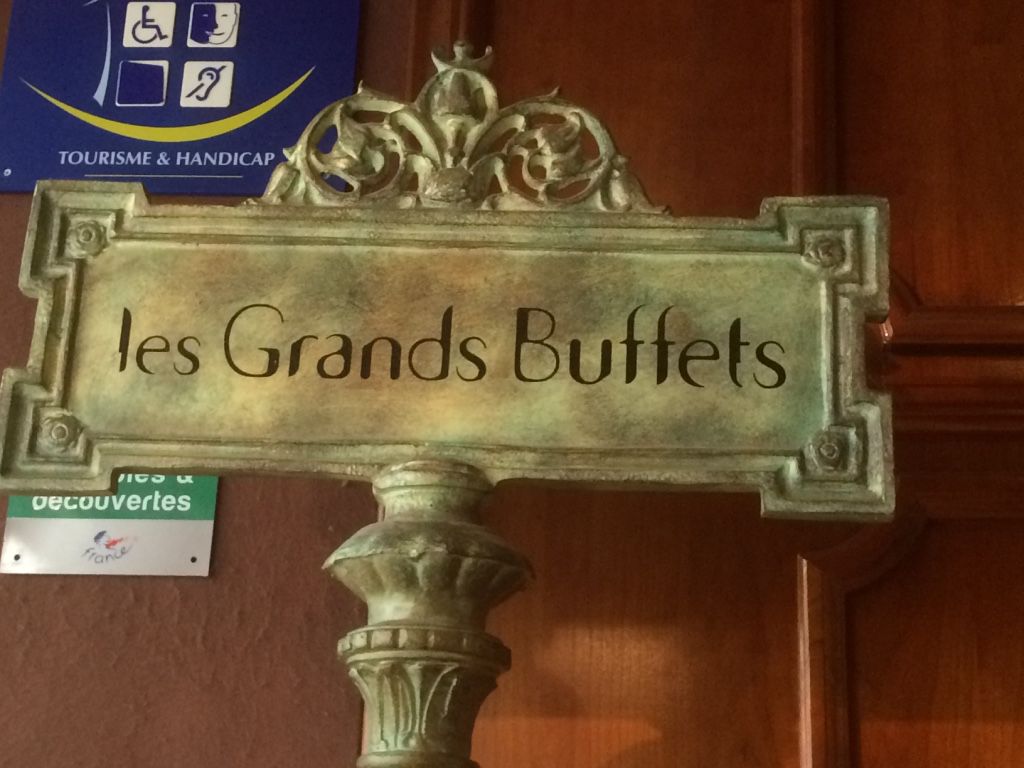 TOURISME & HANDICAP
les Grands Buffets
&
découvertes
france